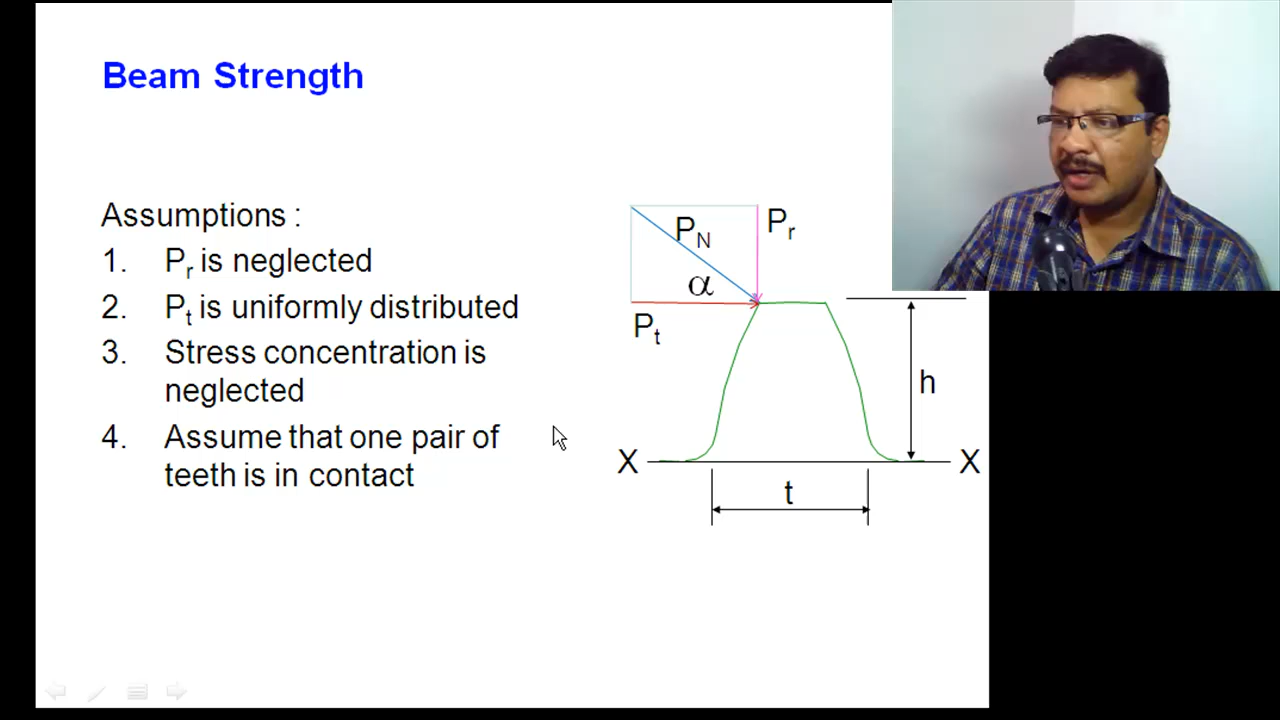 Beam Strength
Assumptions :
1. Pr is neglected
2. Pt is uniformly distributed
3. Stress concentration is
neglected
4. Assume that one pair of
teeth is in contact
PN
Pr
α
Pt
h
X
X
t